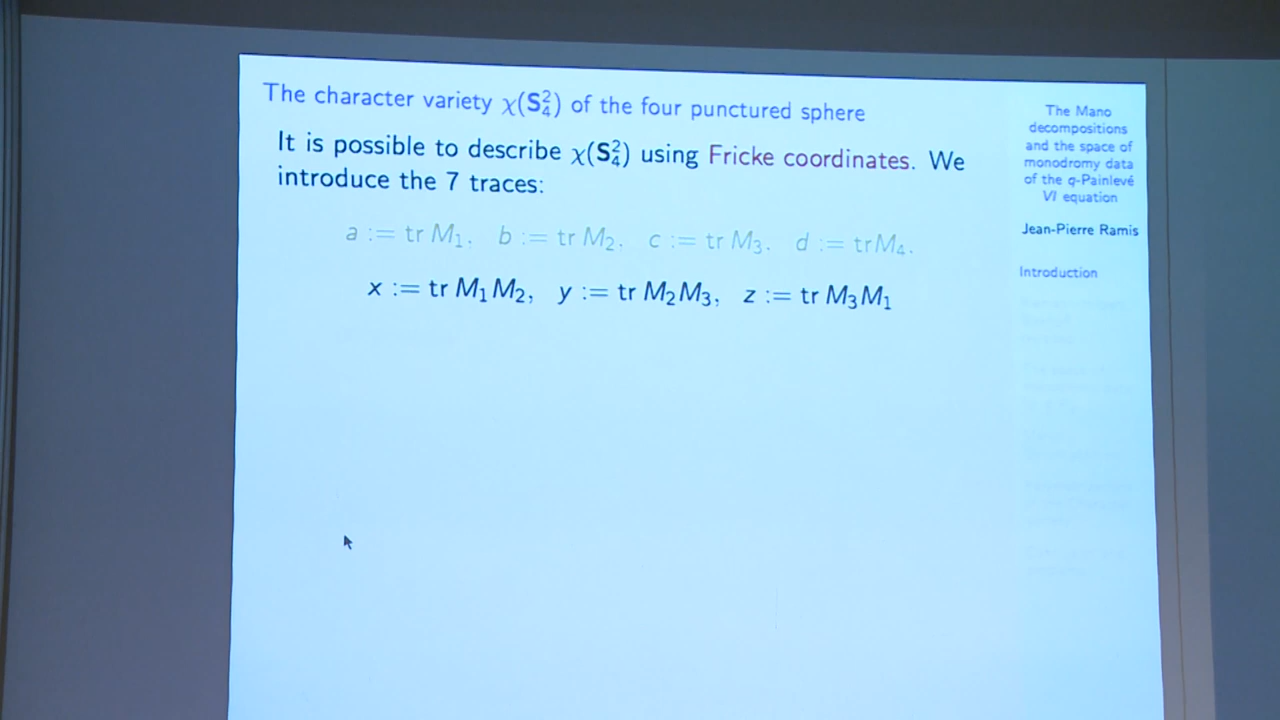 The character variety χ(S₄²) of the four punctured sphere
It is possible to describe χ(S₄²) using Fricke coordinates. We
introduce the 7 traces:
a := tr M₁, b := tr M₂, c := tr M₃, d := trM₄.
x := tr M₁M₂, y := tr M₂M₃, z := tr M₃M₁
The Mano
decompositions
and the space of
monodromy data
of the q-Painlevé
VI equation
Jean-Pierre Ramis
Introduction